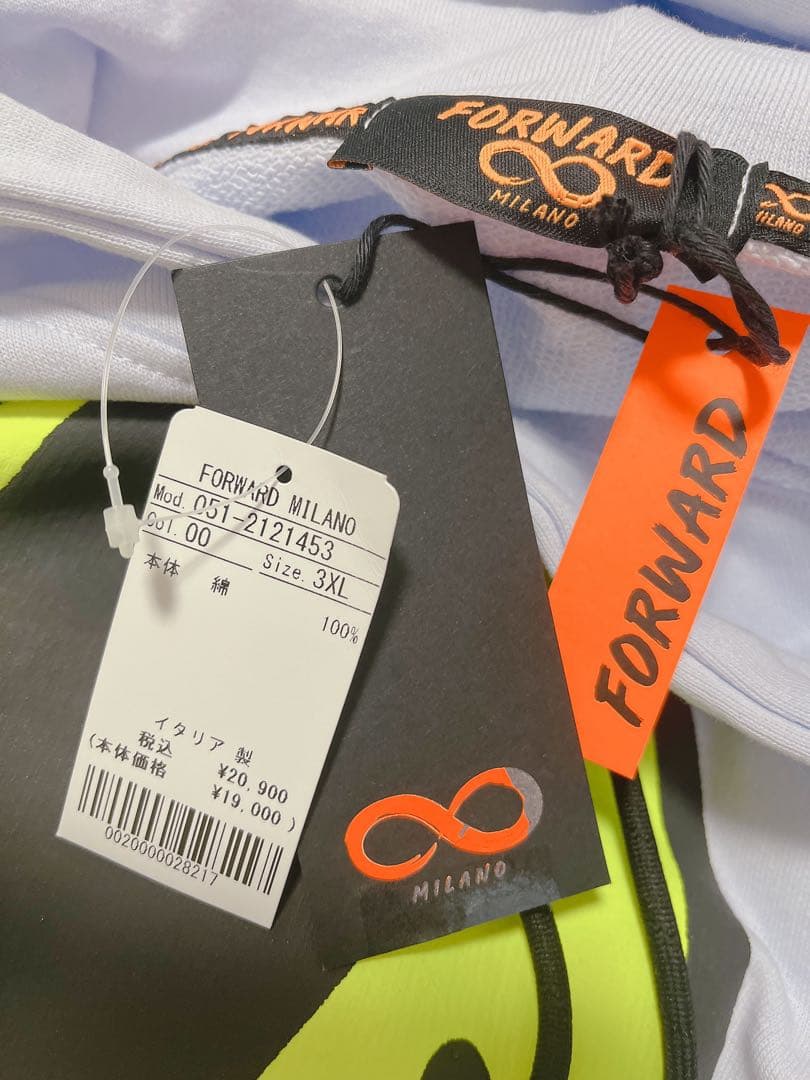 FORWARD
MILANO
MILANO
FORWARD MILANO
Mod. 051-2121453
Col. 00
Size. 3XL
本体 綿
100%
イタリア製
税込 ¥20,900
(本体価格 ¥19,000)
0020000028217
MILANO
FORWARD